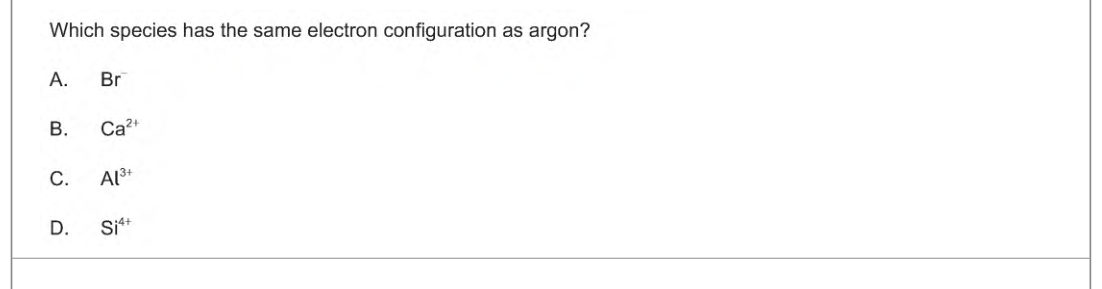 Which species has the same electron configuration as argon?
A. Br⁻
B. Ca²⁺
C. Al³⁺
D. Si⁴⁺